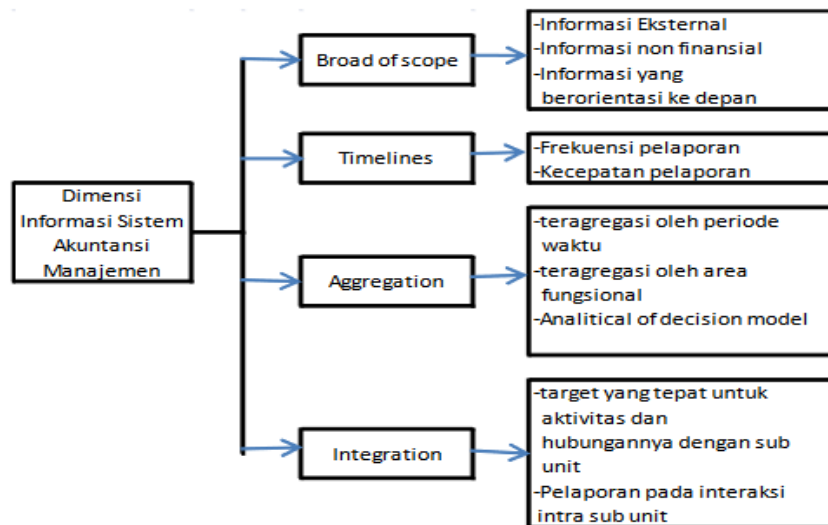 Dimensi
Informasi Sistem
Akuntansi
Manajemen
Broad of scope
-Informasi Eksternal
-Informasi non finansial
-Informasi yang
berorientasi ke depan
Timelines
-Frekuensi pelaporan
-Kecepatan pelaporan
Aggregation
-teragregasi oleh periode
waktu
-teragregasi oleh area
fungsional
-Analitical of decision model
Integration
-target yang tepat untuk
aktivitas dan
hubungannya dengan sub
unit
-Pelaporan pada interaksi
intra sub unit